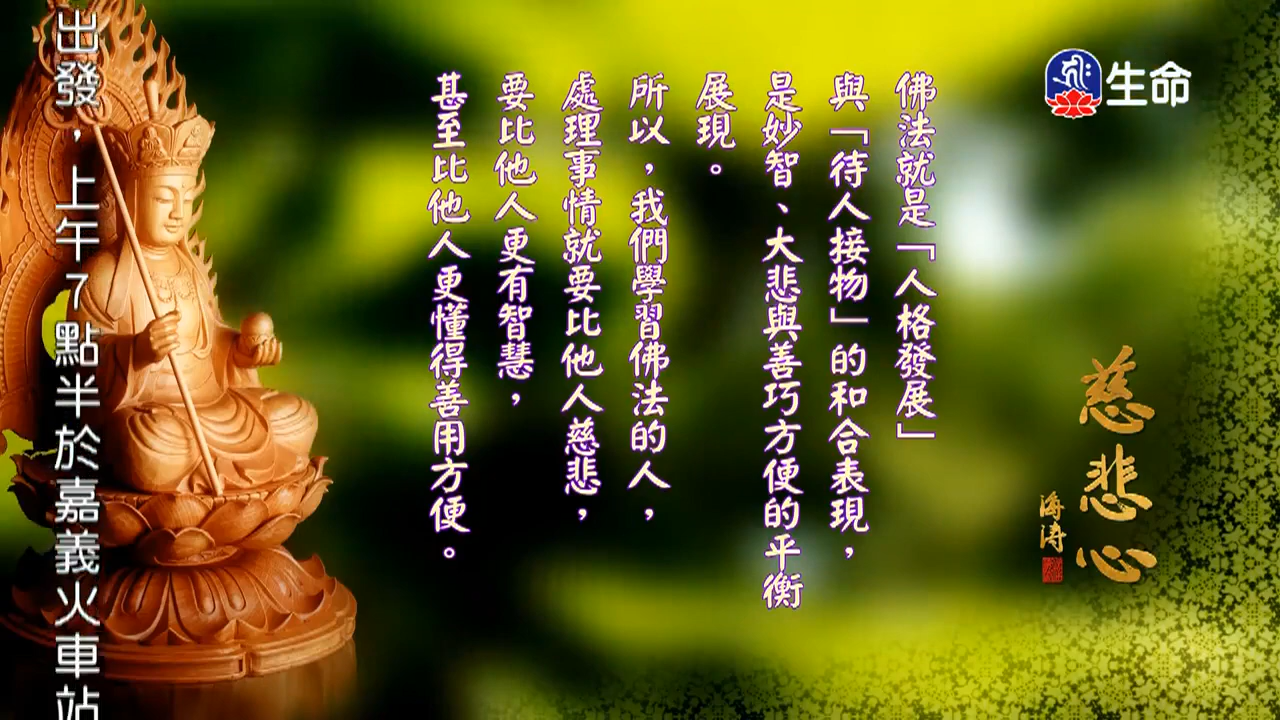 生命
慈悲心
海涛
佛法就是「人格發展」
與「待人接物」的和合表現，
是妙智、大悲與善巧方便的平衡
展現。
所以，我們學習佛法的人，
處理事情就要比他人慈悲，
要比他人更有智慧，
甚至比他人更懂得善用方便。
出發，上午7點半於嘉義火車站